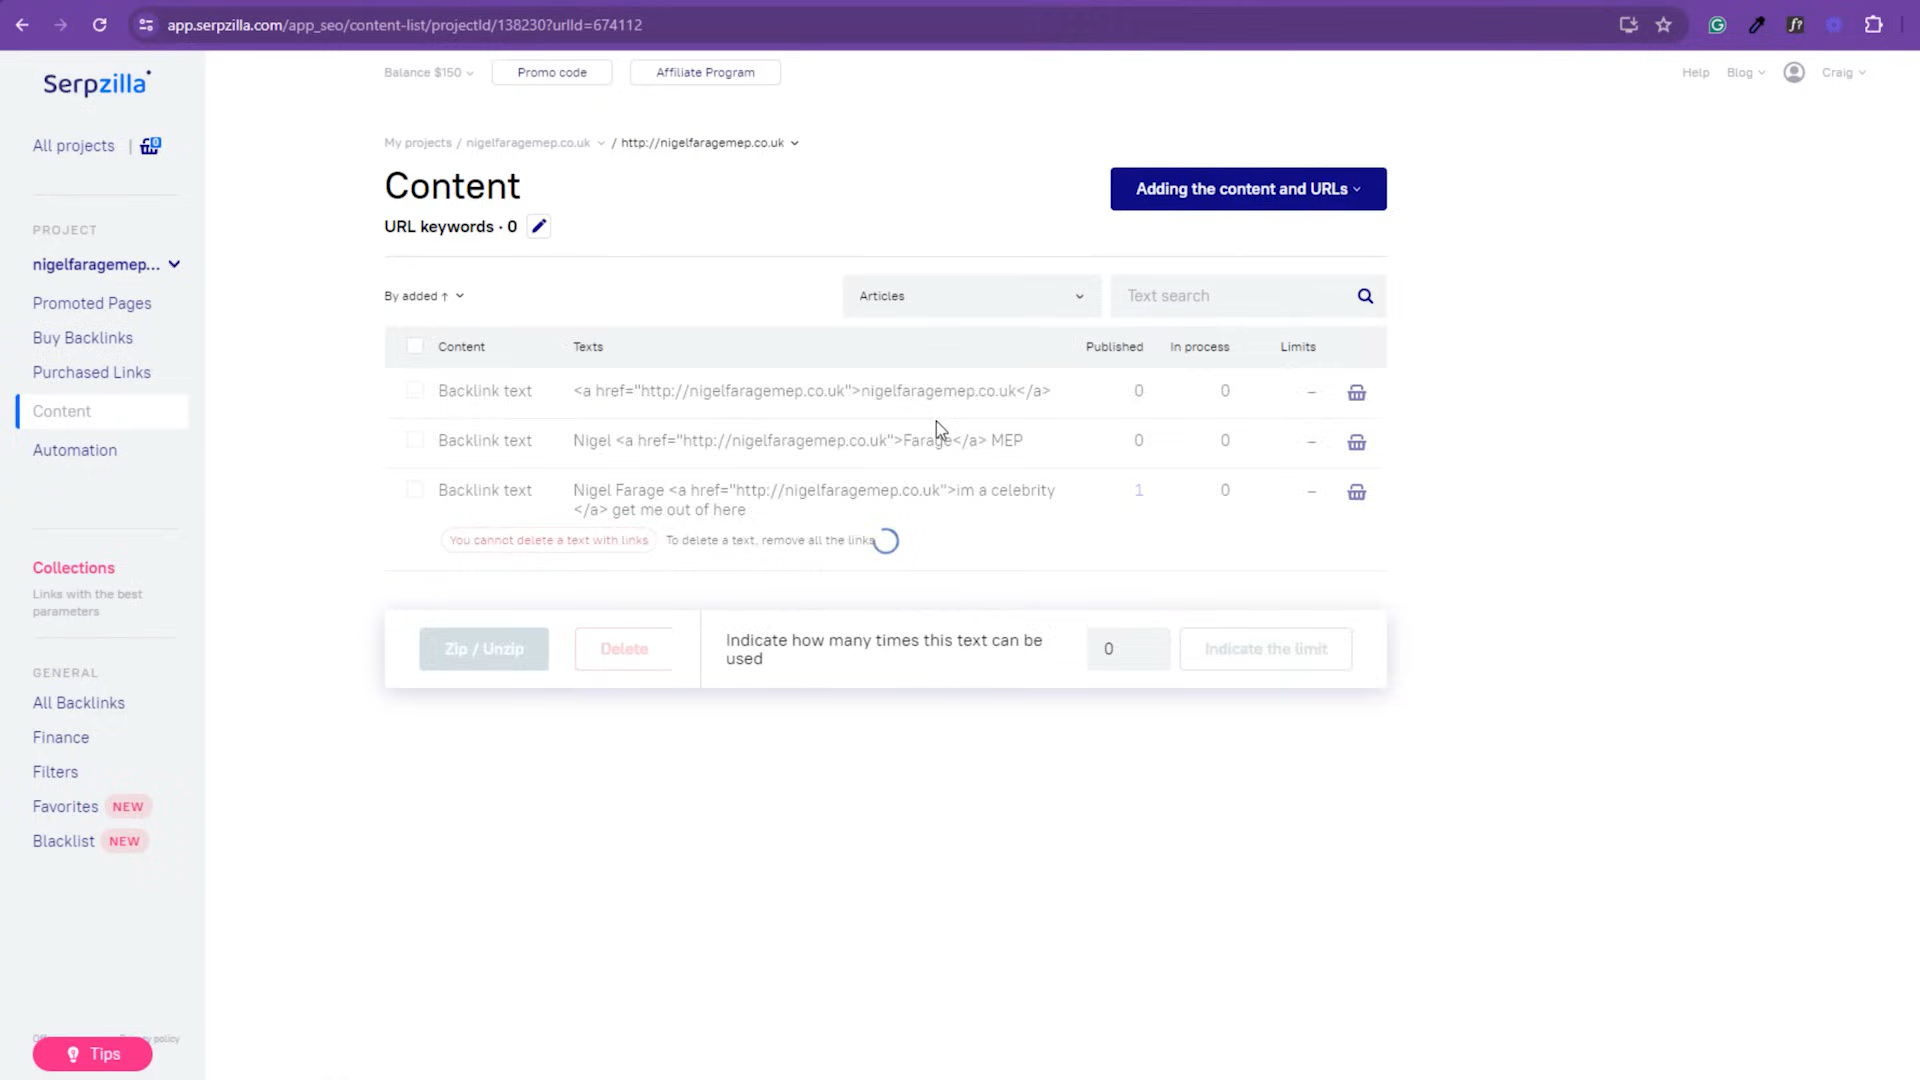 app.serpzilla.com/app_seo/content-list/projectId/138230?urlId=674112
Serpzilla
Balance $150
Promo code
Affiliate Program
Help
Blog
Craig
All projects
0
My projects / nigelfaragemep.co.uk / http://nigelfaragemep.co.uk
Content
Adding the content and URLs
URL keywords · 0
PROJECT
nigelfaragemep...
Promoted Pages
Buy Backlinks
Purchased Links
Content
Automation
By added ↑
Articles
Text search
Content Texts Published In process Limits
Backlink text <a href="http://nigelfaragemep.co.uk">nigelfaragemep.co.uk</a> 0 0 –
Backlink text Nigel <a href="http://nigelfaragemep.co.uk">Farage</a> MEP 0 0 –
Backlink text Nigel Farage <a href="http://nigelfaragemep.co.uk">im a celebrity 1 0 –
</a> get me out of here
You cannot delete a text with links To delete a text, remove all the links
Zip / Unzip
Delete
Indicate how many times this text can be
used
0
Indicate the limit
Collections
Links with the best
parameters
GENERAL
All Backlinks
Finance
Filters
Favorites NEW
Blacklist NEW
policy
Tips